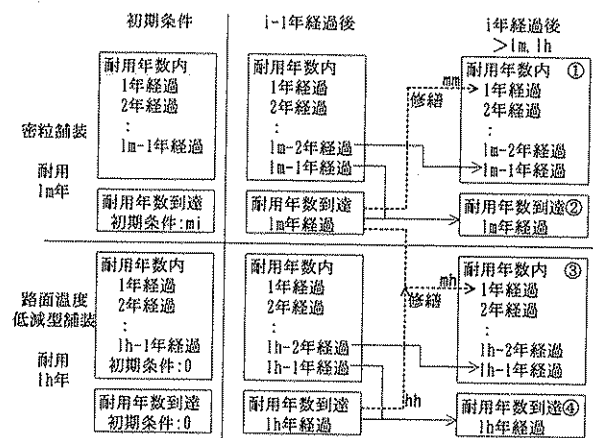 初期条件
i-1年経過後
i年経過後
>lm, lh
密粒舗装
耐用
lm年
耐用年数内
1年経過
2年経過
:
lm-1年経過
耐用年数到達
初期条件:mi
耐用年数内
1年経過
2年経過
:
lm-2年経過
lm-1年経過
耐用年数到達
lm年経過
mm
修繕
耐用年数内 ①
1年経過
2年経過
:
lm-2年経過
lm-1年経過
耐用年数到達②
lm年経過
路面温度
低減型舗装
耐用
lh年
耐用年数内
1年経過
2年経過
:
lh-1年経過
初期条件:0
耐用年数到達
初期条件:0
耐用年数内
1年経過
2年経過
:
lh-2年経過
lh-1年経過
耐用年数到達
lh年経過
mh
修繕
hh
耐用年数内 ③
1年経過
2年経過
:
lh-2年経過
lh-1年経過
耐用年数到達④
lh年経過